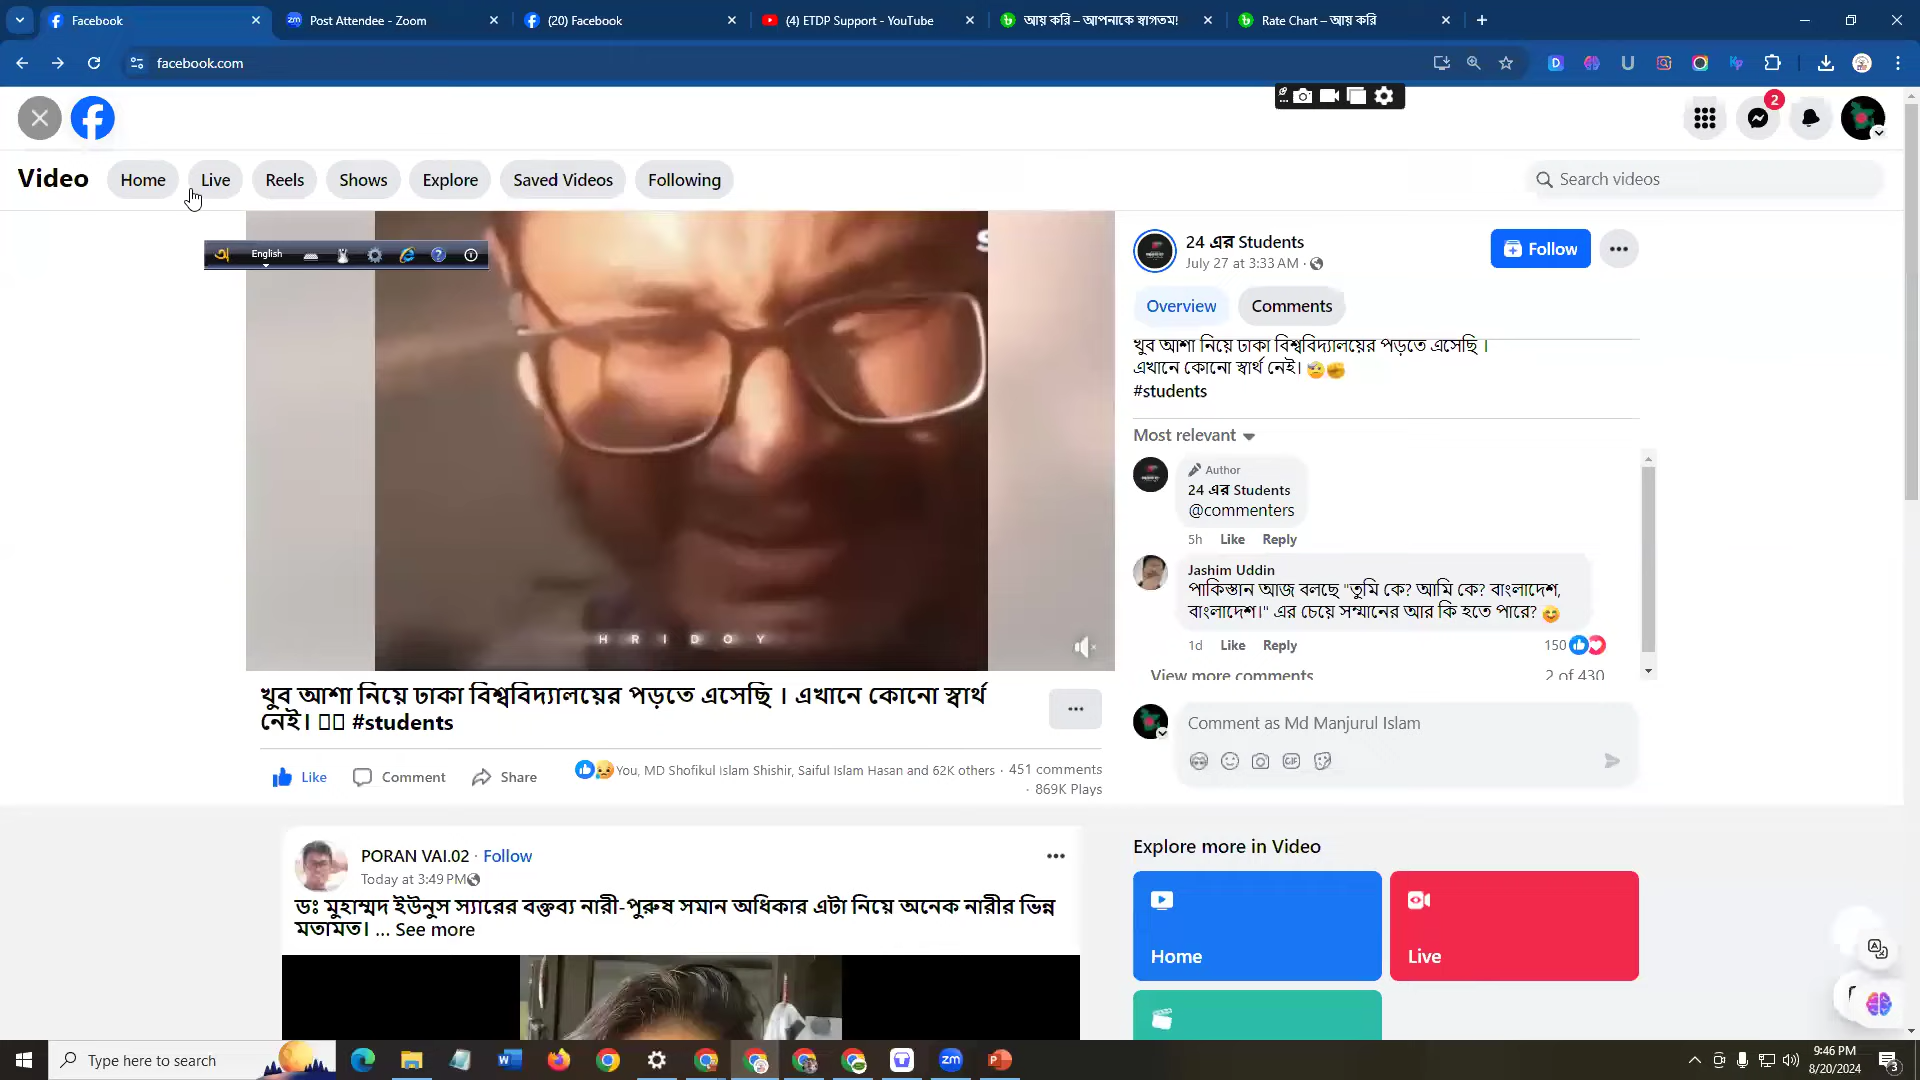 Facebook
Post Attendee - Zoom
(20) Facebook
(4) ETDP Support - YouTube
আয় করি – আপনাকে স্বাগতম!
Rate Chart – আয় করি
facebook.com
2
Video
Home
Live
Reels
Shows
Explore
Saved Videos
Following
Search videos
English
24 এর Students
July 27 at 3:33 AM ·
Follow
Overview
Comments
খুব আশা নিয়ে ঢাকা বিশ্ববিদ্যালয়ের পড়তে এসেছি ।
এখানে কোনো স্বার্থ নেই। 🤕✊
#students
Most relevant
Author
24 এর Students
@commenters
5h Like Reply
Jashim Uddin
পাকিস্তান আজ বলছে "তুমি কে? আমি কে? বাংলাদেশ,
বাংলাদেশ।" এর চেয়ে সম্মানের আর কি হতে পারে? 😊
1d Like Reply 150
View more comments 2 of 430
Comment as Md Manjurul Islam
GIF
HRIDOY
খুব আশা নিয়ে ঢাকা বিশ্ববিদ্যালয়ের পড়তে এসেছি । এখানে কোনো স্বার্থ
নেই। #students
Like Comment Share
You, MD Shofikul Islam Shishir, Saiful Islam Hasan and 62K others · 451 comments
· 869K Plays
PORAN VAI.02 · Follow
Today at 3:49 PM
ডঃ মুহাম্মদ ইউনুস স্যারের বক্তব্য নারী-পুরুষ সমান অধিকার এটা নিয়ে অনেক নারীর ভিন্ন
মতামত। ... See more
Explore more in Video
Home
Live
Type here to search
9:46 PM
8/20/2024
3